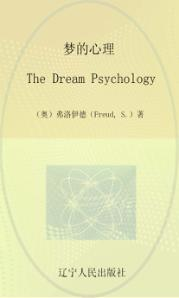 梦的心理
The Dream Psychology
(奥) 弗洛伊德 (Freud, S.) 著
辽宁人民出版社